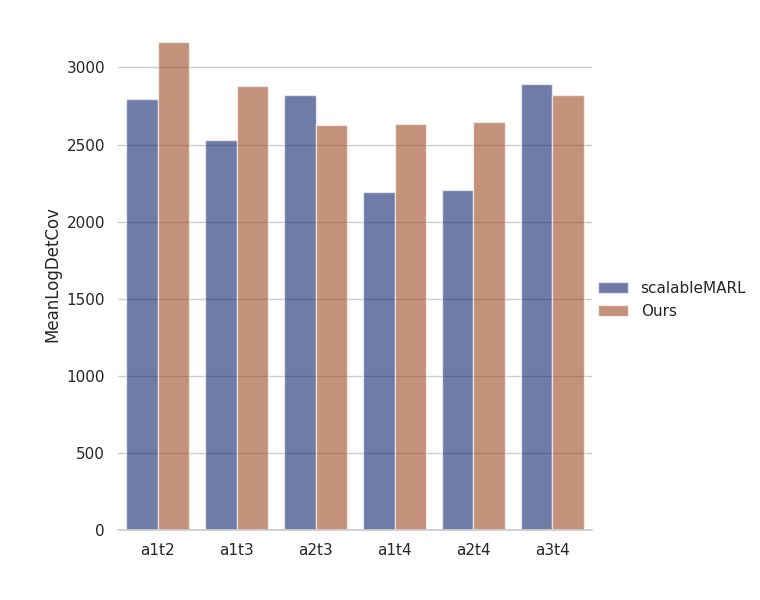 MeanLogDetCov
3000
2500
2000
1500
1000
500
0
a1t2
a1t3
a2t3
a1t4
a2t4
a3t4
scalableMARL
Ours